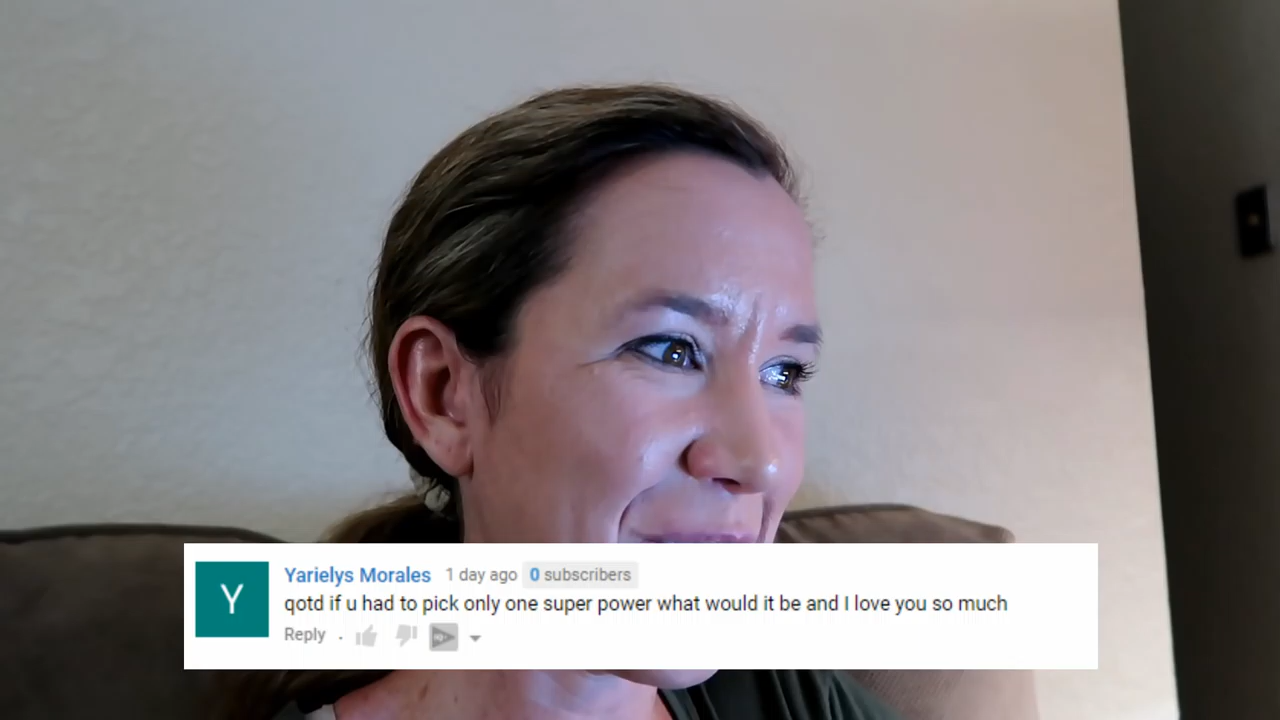 Y
Yarielys Morales 1 day ago 0 subscribers
qotd if u had to pick only one super power what would it be and I love you so much
Reply .